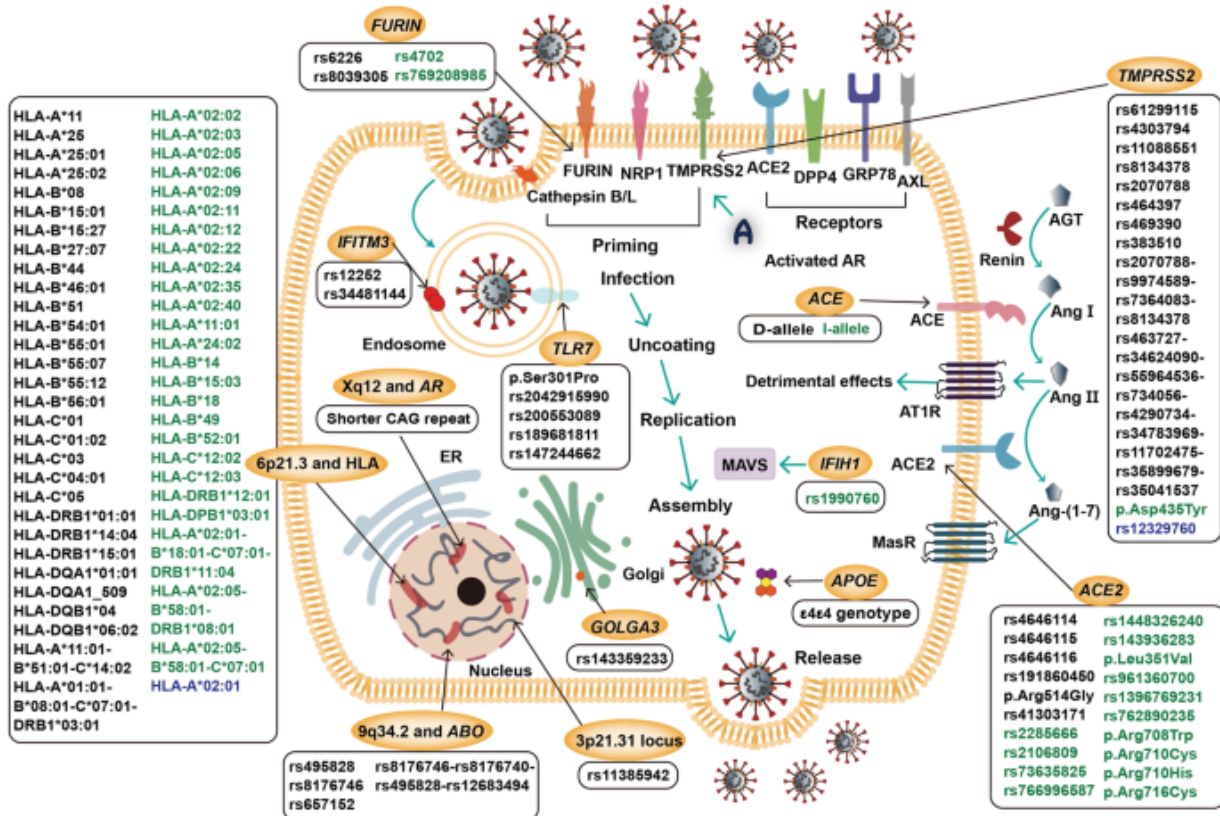 FURIN
rs6226 rs4702
rs8039305 rs769208985
TMPRSS2
rs61299115
rs4303794
rs11088551
rs8134378
rs2070788
rs464397
rs469390
rs383510
rs2070788-
rs9974589-
rs7364083-
rs8134378
rs463727-
rs34624090-
rs55964536-
rs734056-
rs4290734-
rs34783969-
rs11702475-
rs35899679-
rs35041537
p.Asp435Tyr
rs12329760
HLA-A*11 HLA-A*02:02
HLA-A*25 HLA-A*02:03
HLA-A*25:01 HLA-A*02:05
HLA-A*25:02 HLA-A*02:06
HLA-B*08 HLA-A*02:09
HLA-B*15:01 HLA-A*02:11
HLA-B*15:27 HLA-A*02:12
HLA-B*27:07 HLA-A*02:22
HLA-B*44 HLA-A*02:24
HLA-B*46:01 HLA-A*02:35
HLA-B*51 HLA-A*02:40
HLA-B*54:01 HLA-A*11:01
HLA-B*55:01 HLA-A*24:02
HLA-B*55:07 HLA-B*14
HLA-B*55:12 HLA-B*15:03
HLA-B*56:01 HLA-B*18
HLA-C*01 HLA-B*49
HLA-C*01:02 HLA-B*52:01
HLA-C*03 HLA-C*12:02
HLA-C*04:01 HLA-C*12:03
HLA-C*05 HLA-DRB1*12:01
HLA-DRB1*01:01 HLA-DPB1*03:01
HLA-DRB1*14:04 HLA-A*02:01-
HLA-DRB1*15:01 B*18:01-C*07:01-
HLA-DQA1*01:01 DRB1*11:04
HLA-DQA1_509 HLA-A*02:05-
HLA-DQB1*04 B*58:01-
HLA-DQB1*06:02 DRB1*08:01
HLA-A*11:01- HLA-A*02:05-
B*51:01-C*14:02 B*58:01-C*07:01
HLA-A*01:01- HLA-A*02:01
B*08:01-C*07:01-
DRB1*03:01
FURIN NRP1 TMPRSS2 ACE2 DPP4 GRP78 AXL
Cathepsin B/L
Priming
A
Receptors
Activated AR
Infection
Uncoating
Replication
Assembly
Release
IFITM3
rs12252
rs34481144
Endosome
TLR7
p.Ser301Pro
rs2042915990
rs200553089
rs189681811
rs147244662
Xq12 and AR
Shorter CAG repeat
6p21.3 and HLA
ER
Golgi
Nucleus
GOLGA3
rs143359233
9q34.2 and ABO
rs495828 rs8176746-rs8176740-
rs8176746 rs495828-rs12683494
rs657152
3p21.31 locus
rs11385942
ACE
D-allele I-allele
ACE
Renin
AGT
Ang I
Ang II
Ang-(1-7)
Detrimental effects
AT1R
ACE2
MasR
MAVS
IFIH1
rs1990760
APOE
ε4ε4 genotype
ACE2
rs4646114 rs1448326240
rs4646115 rs143936283
rs4646116 p.Leu351Val
rs191860450 rs961360700
p.Arg514Gly rs1396769231
rs41303171 rs762890235
rs2285666 p.Arg708Trp
rs2106809 p.Arg710Cys
rs73635825 p.Arg710His
rs766996587 p.Arg716Cys